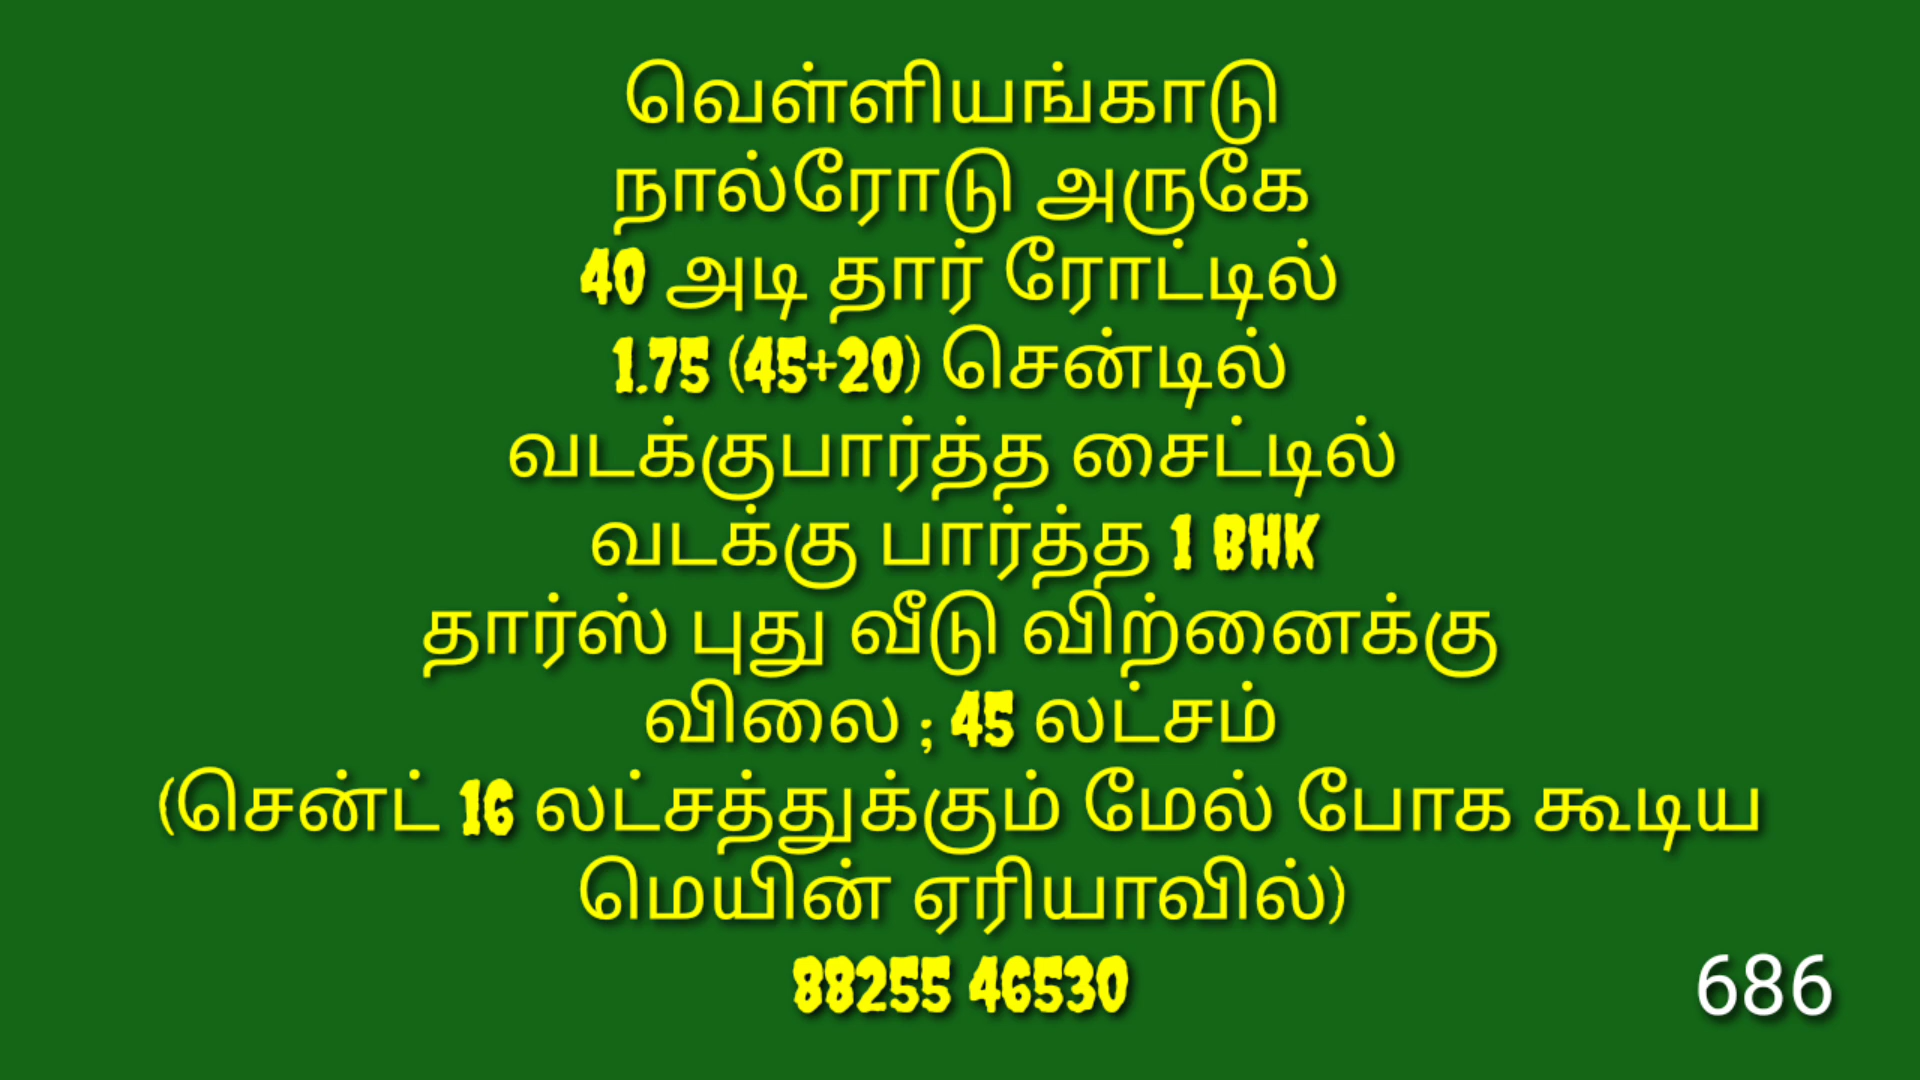 வெள்ளியங்காடு
நால்ரோடு அருகே
40 அடி தார் ரோட்டில்
1.75 (45+20) சென்டில்
வடக்குபார்த்த சைட்டில்
வடக்கு பார்த்த 1 BHK
தார்ஸ் புது வீடு விற்னைக்கு
விலை ; 45 லட்சம்
(சென்ட் 16 லட்சத்துக்கும் மேல் போக கூடிய
மெயின் ஏரியாவில்)
88255 46530
686